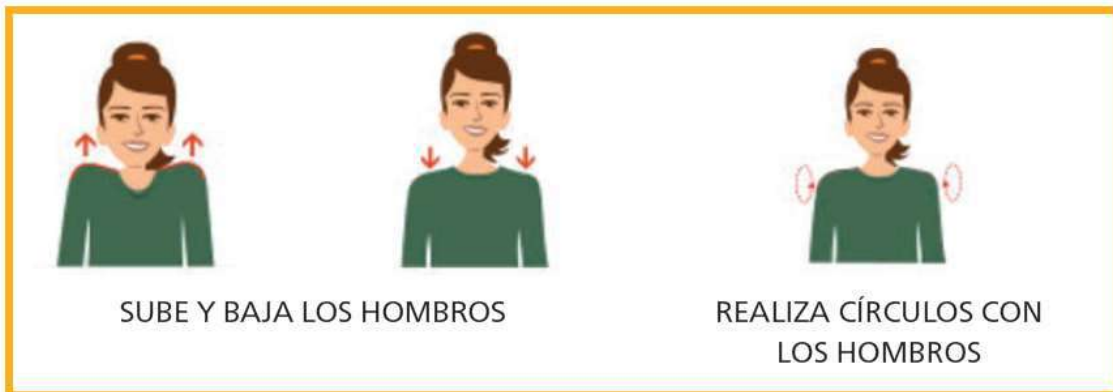 SUBE Y BAJA LOS HOMBROS
REALIZA CÍRCULOS CON
LOS HOMBROS